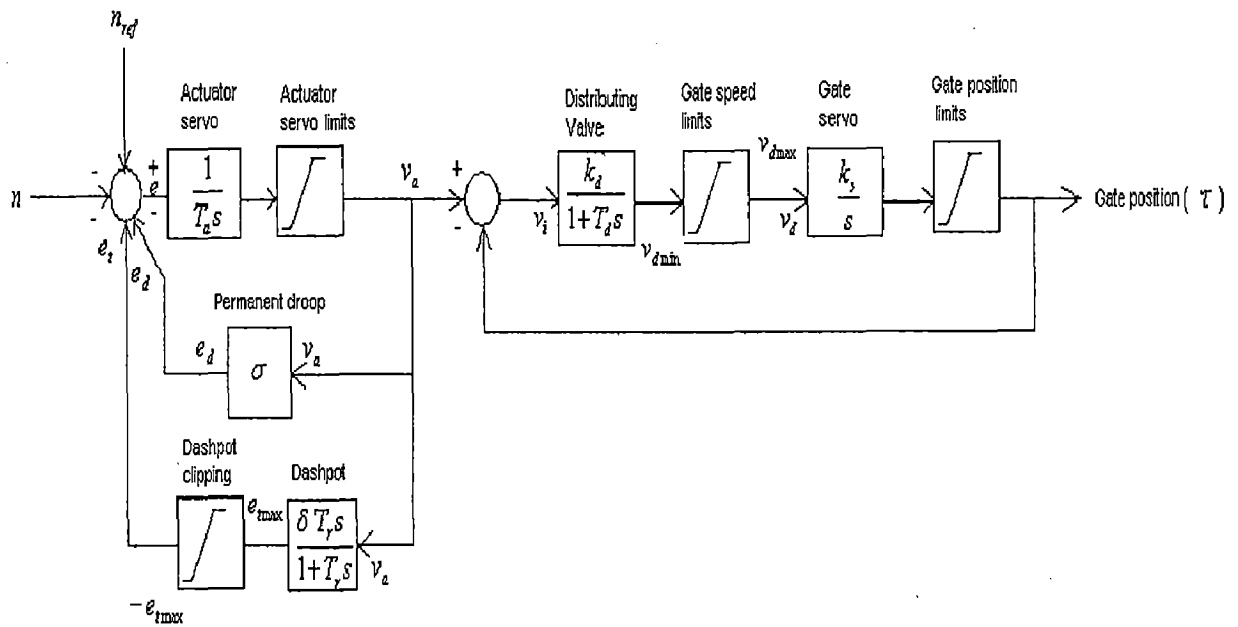 n_ref
Actuator servo
Actuator servo limits
Distributing Valve
Gate speed limits
Gate servo
Gate position limits
n
-
-
-
+
e
-
1
T_a s
v_a
+
-
v_i
k_d
1+T_d s
v_dmin
v_dmax
v_d
k_s
s
Gate position ( τ )
e_t
e_d
Permanent droop
e_d
σ
v_a
Dashpot clipping
Dashpot
e_tmax
δ T_r s
1+T_r s
v_a
-e_tmax